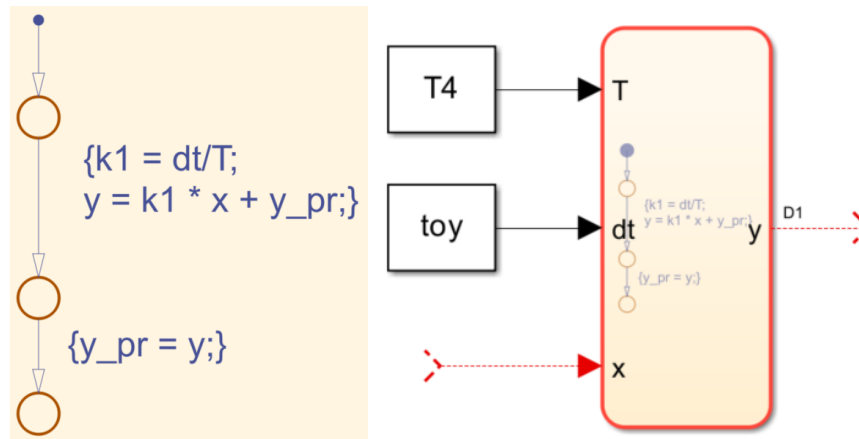 {k1 = dt/T;
y = k1 * x + y_pr;}
{y_pr = y;}
T4
T
toy
dt
{k1 = dt/T;
y = k1 * x + y_pr;}
{y_pr = y;}
y
D1
x